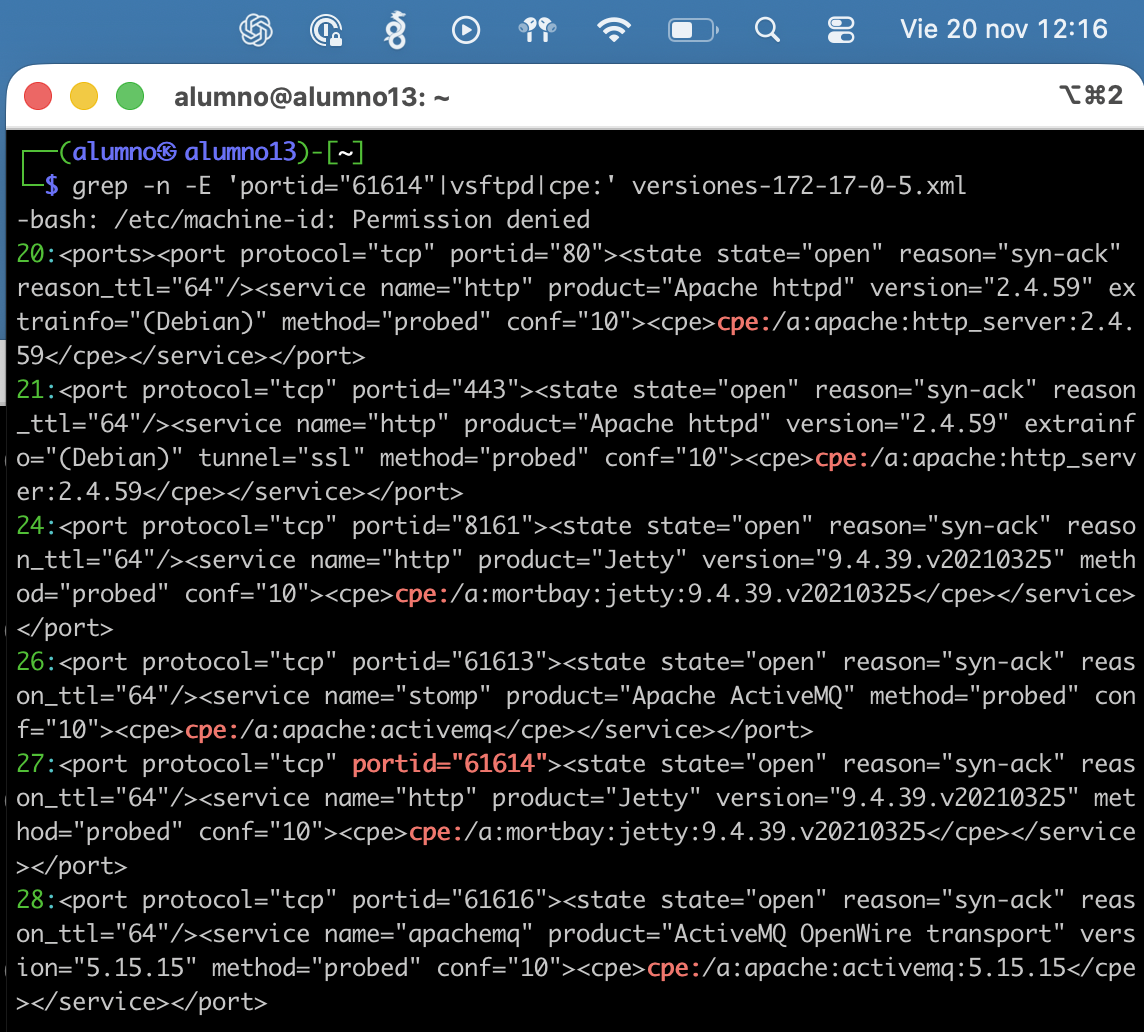 Vie 20 nov 12:16
alumno@alumno13: ~
⌥⌘2
┌──(alumno㉿ alumno13)-[~]
└─$ grep -n -E 'portid="61614"|vsftpd|cpe:' versiones-172-17-0-5.xml
-bash: /etc/machine-id: Permission denied
20:<ports><port protocol="tcp" portid="80"><state state="open" reason="syn-ack"
reason_ttl="64"/><service name="http" product="Apache httpd" version="2.4.59" ex
trainfo="(Debian)" method="probed" conf="10"><cpe>cpe:/a:apache:http_server:2.4.
59</cpe></service></port>
21:<port protocol="tcp" portid="443"><state state="open" reason="syn-ack" reason
_ttl="64"/><service name="http" product="Apache httpd" version="2.4.59" extrainf
o="(Debian)" tunnel="ssl" method="probed" conf="10"><cpe>cpe:/a:apache:http_serv
er:2.4.59</cpe></service></port>
24:<port protocol="tcp" portid="8161"><state state="open" reason="syn-ack" reaso
n_ttl="64"/><service name="http" product="Jetty" version="9.4.39.v20210325" meth
od="probed" conf="10"><cpe>cpe:/a:mortbay:jetty:9.4.39.v20210325</cpe></service>
</port>
26:<port protocol="tcp" portid="61613"><state state="open" reason="syn-ack" reas
on_ttl="64"/><service name="stomp" product="Apache ActiveMQ" method="probed" con
f="10"><cpe>cpe:/a:apache:activemq</cpe></service></port>
27:<port protocol="tcp" portid="61614"><state state="open" reason="syn-ack" reas
on_ttl="64"/><service name="http" product="Jetty" version="9.4.39.v20210325" met
hod="probed" conf="10"><cpe>cpe:/a:mortbay:jetty:9.4.39.v20210325</cpe></service
></port>
28:<port protocol="tcp" portid="61616"><state state="open" reason="syn-ack" reas
on_ttl="64"/><service name="apachemq" product="ActiveMQ OpenWire transport" vers
ion="5.15.15" method="probed" conf="10"><cpe>cpe:/a:apache:activemq:5.15.15</cpe
></service></port>